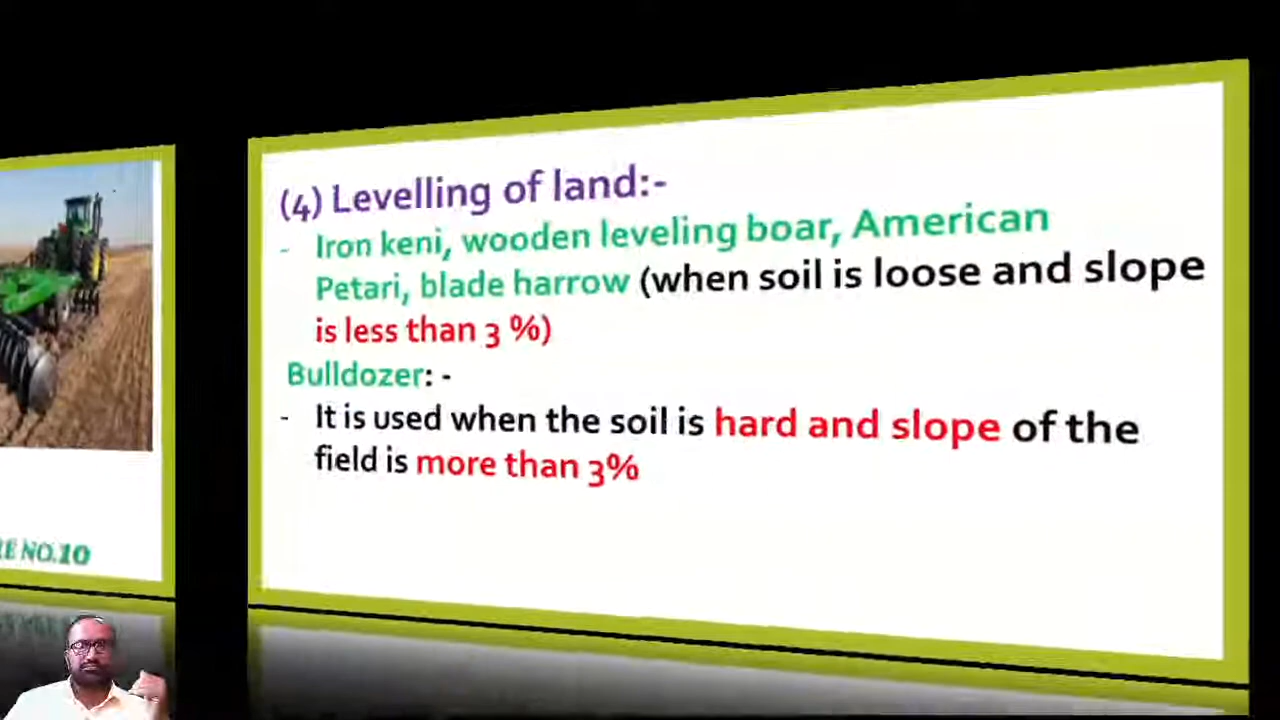 (4) Levelling of land:-
- Iron keni, wooden leveling boar, American
Petari, blade harrow (when soil is loose and slope
is less than 3 %)
Bulldozer: -
- It is used when the soil is hard and slope of the
field is more than 3%
NO.10